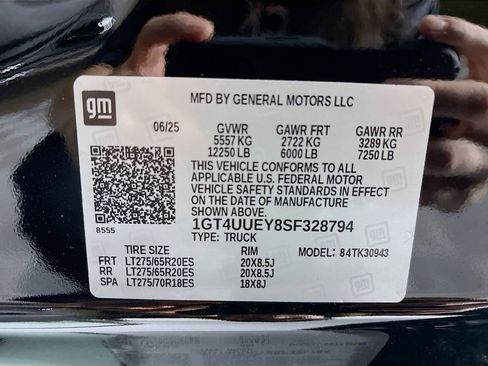 gm
MFD BY GENERAL MOTORS LLC
06/25 GVWR GAWR FRT GAWR RR
5557 KG 2722 KG 3289 KG
12250 LB 6000 LB 7250 LB
THIS VEHICLE CONFORMS TO ALL
APPLICABLE U.S. FEDERAL MOTOR
VEHICLE SAFETY STANDARDS IN EFFECT
ON THE DATE OF MANUFACTURE
SHOWN ABOVE.
8555 1GT4UUEY8SF328794
TYPE: TRUCK MODEL: 84TK30943
TIRE SIZE RIM
FRT LT275/65R20ES 20X8.5J
RR LT275/65R20ES 20X8.5J
SPA LT275/70R18ES 18X8J